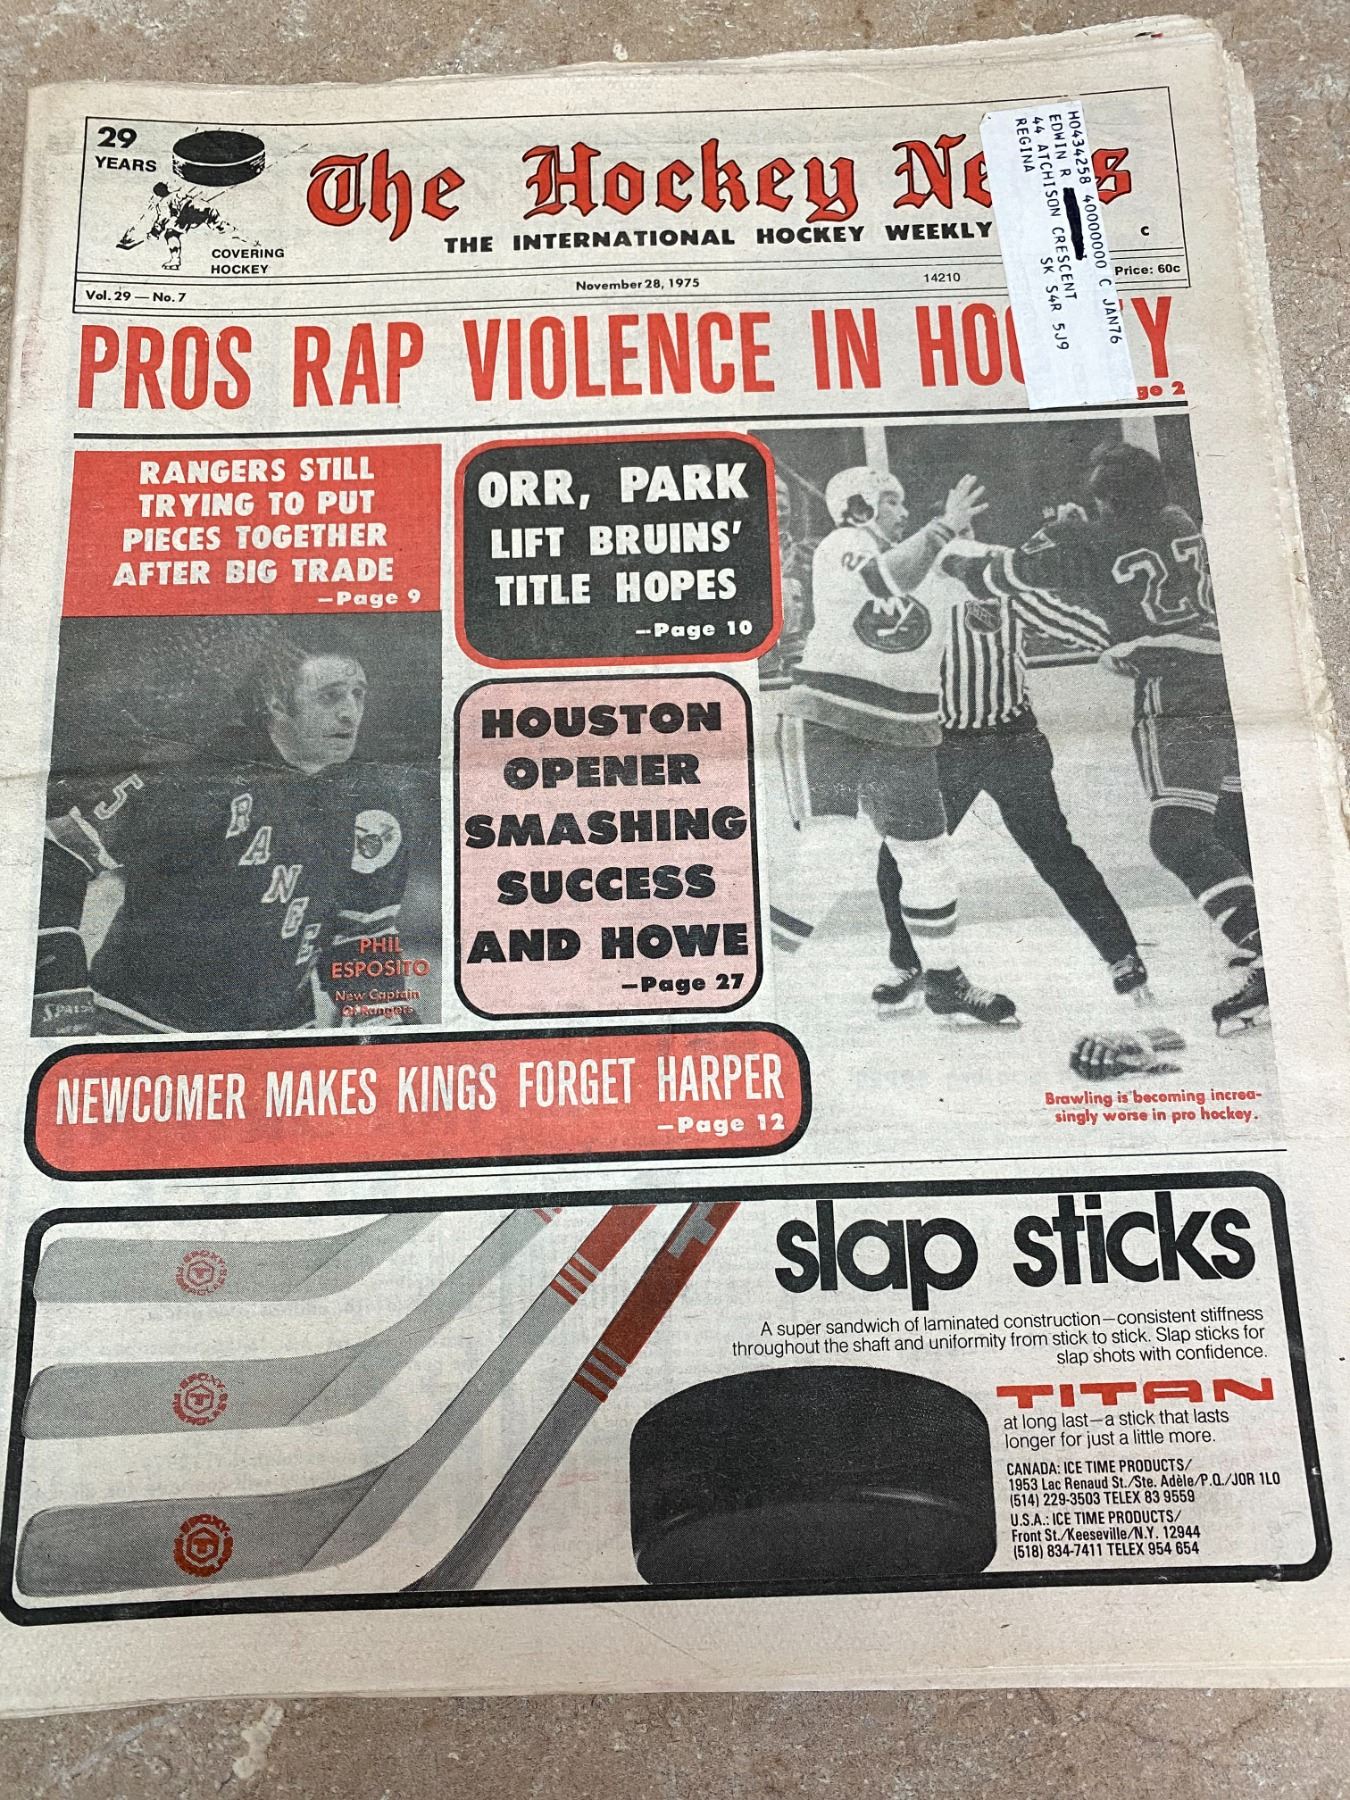 29
YEARS
COVERING
HOCKEY
The Hockey Ne s
THE INTERNATIONAL HOCKEY WEEKLY
C
Vol. 29 — No. 7
November 28, 1975
14210
Price: 60c
H0434258 40000000 C JAN76
EDWIN R
44 ATCHISON CRESCENT
REGINA SK S4R 5J9
PROS RAP VIOLENCE IN HO Y
ge 2
RANGERS STILL
TRYING TO PUT
PIECES TOGETHER
AFTER BIG TRADE
—Page 9
ORR, PARK
LIFT BRUINS'
TITLE HOPES
—Page 10
HOUSTON
OPENER
SMASHING
SUCCESS
AND HOWE
—Page 27
5
RANGE
PHIL
ESPOSITO
New Captain
Of Rangers
NY
27
NEWCOMER MAKES KINGS FORGET HARPER
—Page 12
Brawling is becoming increa-
singly worse in pro hockey.
slap sticks
A super sandwich of laminated construction—consistent stiffness
throughout the shaft and uniformity from stick to stick. Slap sticks for
slap shots with confidence.
TITAN
at long last—a stick that lasts
longer for just a little more.
CANADA: ICE TIME PRODUCTS/
1953 Lac Renaud St./Ste. Adèle/P.Q./JOR 1LO
(514) 229-3503 TELEX 83 9559
U.S.A.: ICE TIME PRODUCTS/
Front St./Keeseville/N.Y. 12944
(518) 834-7411 TELEX 954 654